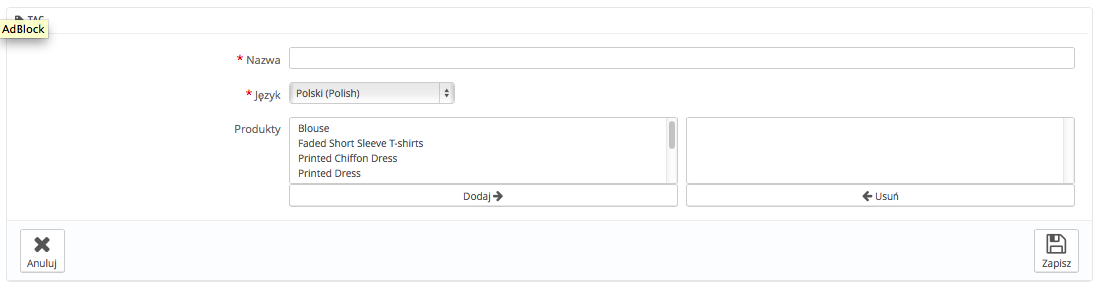 AdBlock
* Nazwa
* Język
Polski (Polish)
Produkty
Blouse
Faded Short Sleeve T-shirts
Printed Chiffon Dress
Printed Dress
Dodaj →
← Usuń
Anuluj
Zapisz